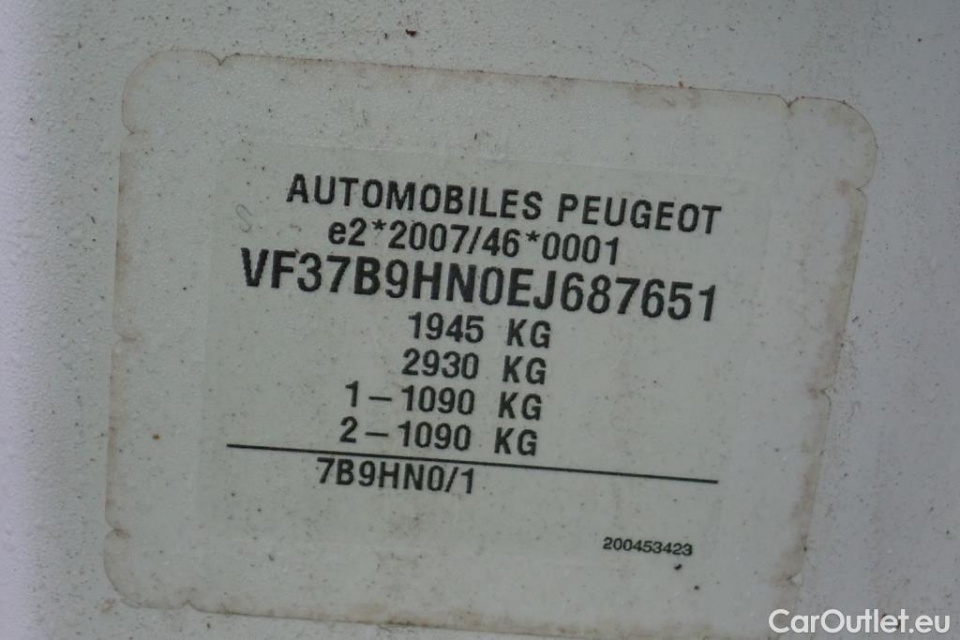 AUTOMOBILES PEUGEOT
e2*2007/46*0001
VF37B9HN0EJ687651
1945 KG
2930 KG
1-1090 KG
2-1090 KG
7B9HN0/1
200453423
CarOutlet.eu